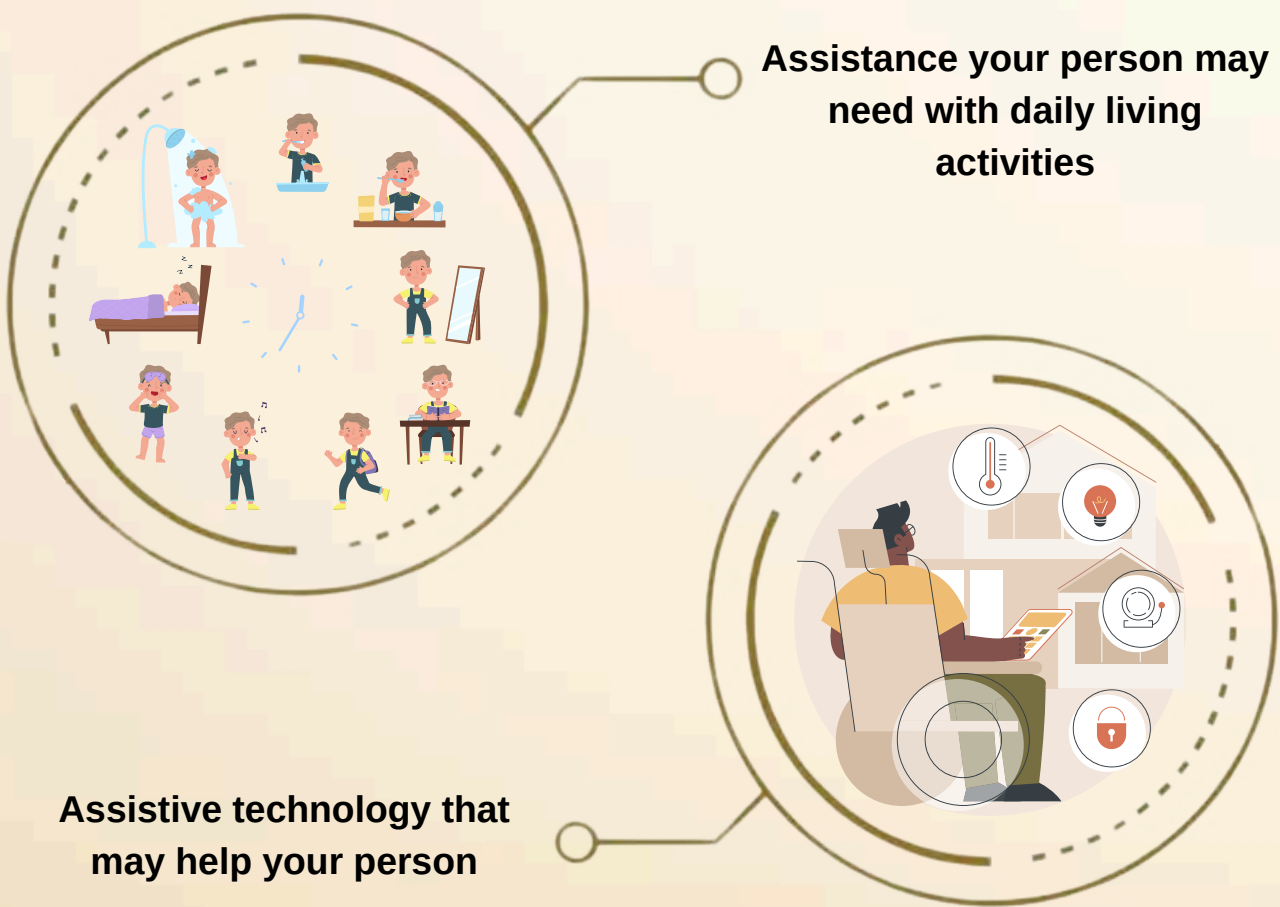 Assistance your person may
need with daily living
activities
Assistive technology that
may help your person